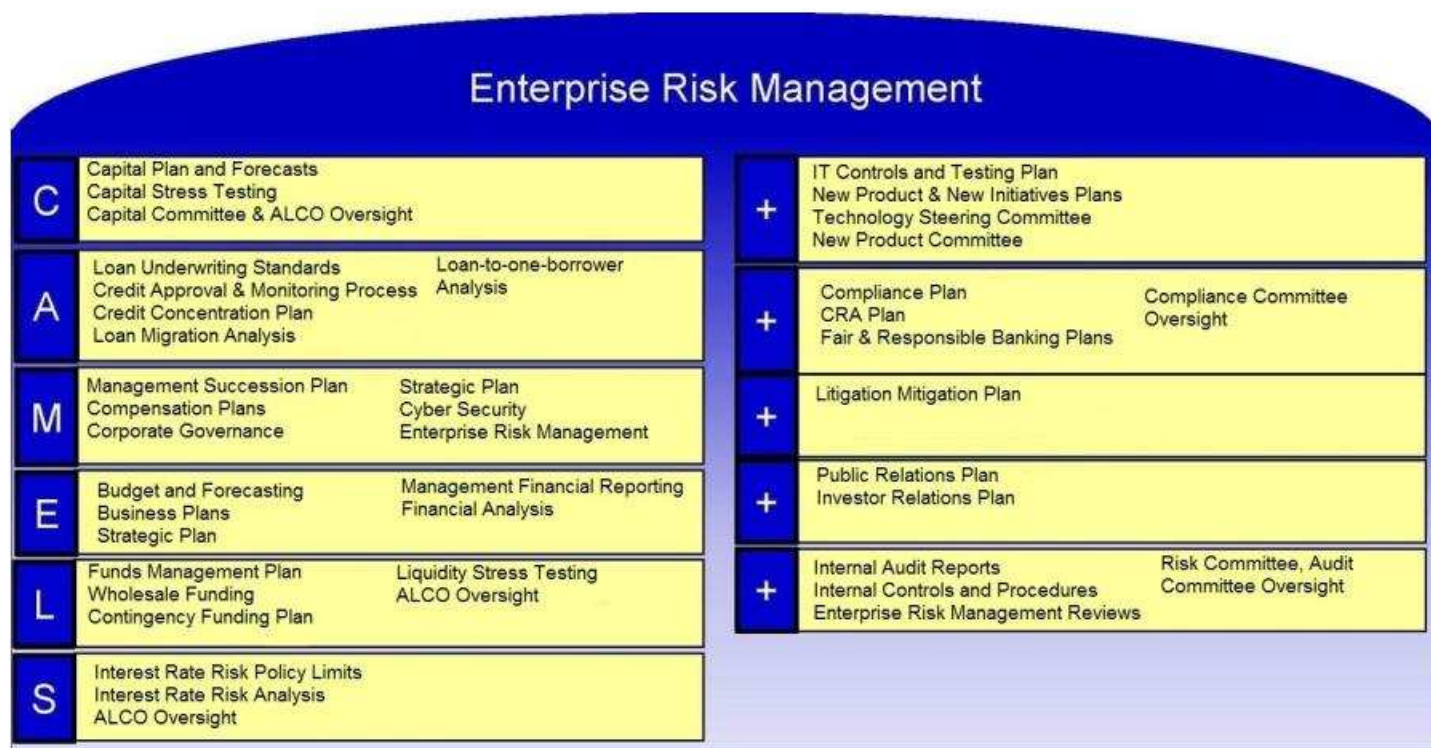 Enterprise Risk Management
C
Capital Plan and Forecasts
Capital Stress Testing
Capital Committee & ALCO Oversight
A
Loan Underwriting Standards
Credit Approval & Monitoring Process
Credit Concentration Plan
Loan Migration Analysis
Loan-to-one-borrower
Analysis
M
Management Succession Plan
Compensation Plans
Corporate Governance
Strategic Plan
Cyber Security
Enterprise Risk Management
E
Budget and Forecasting
Business Plans
Strategic Plan
Management Financial Reporting
Financial Analysis
L
Funds Management Plan
Wholesale Funding
Contingency Funding Plan
Liquidity Stress Testing
ALCO Oversight
S
Interest Rate Risk Policy Limits
Interest Rate Risk Analysis
ALCO Oversight
+
IT Controls and Testing Plan
New Product & New Initiatives Plans
Technology Steering Committee
New Product Committee
+
Compliance Plan
CRA Plan
Fair & Responsible Banking Plans
Compliance Committee
Oversight
+
Litigation Mitigation Plan
+
Public Relations Plan
Investor Relations Plan
+
Internal Audit Reports
Internal Controls and Procedures
Enterprise Risk Management Reviews
Risk Committee, Audit
Committee Oversight